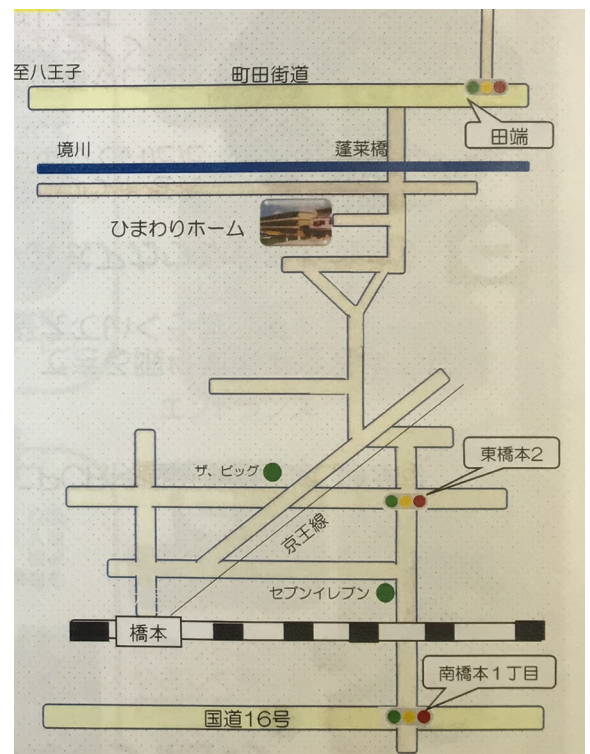 至八王子
町田街道
田端
境川
蓬莱橋
ひまわりホーム
東橋本2
ザ、ビッグ
京王線
セブンイレブン
橋本
南橋本1丁目
国道16号